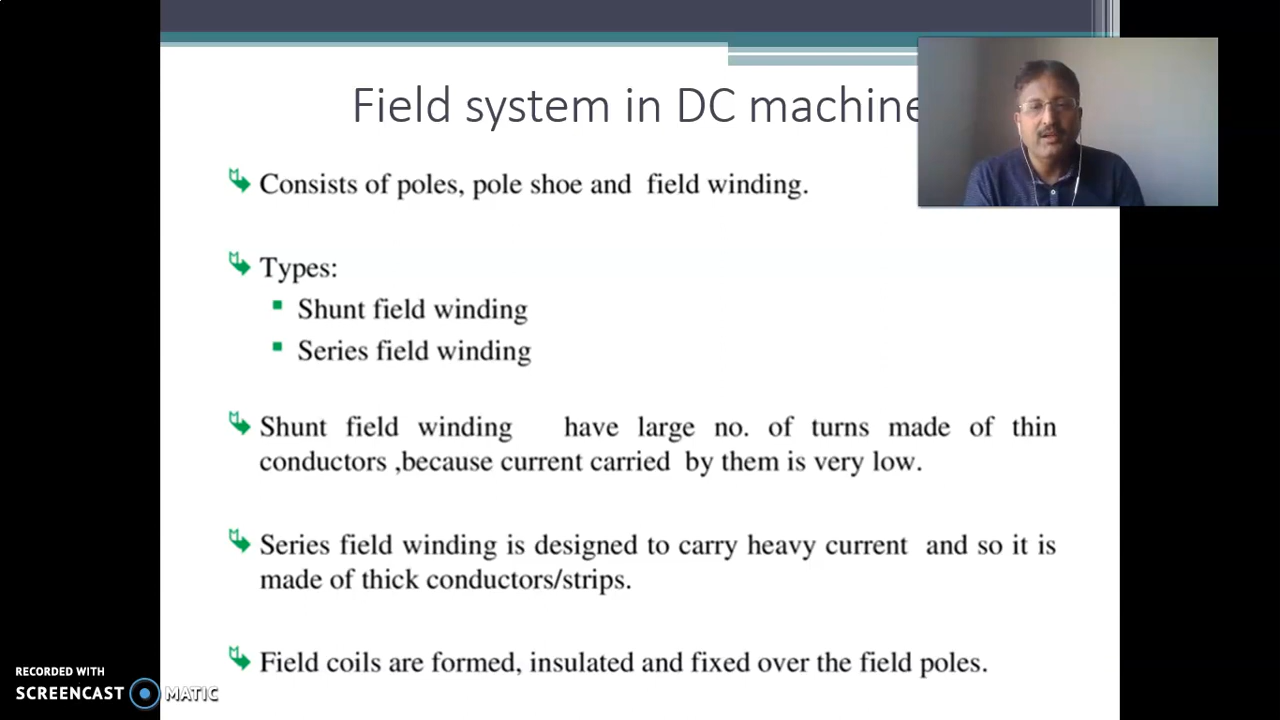 Field system in DC machine
Consists of poles, pole shoe and field winding.
Types:
Shunt field winding
Series field winding
Shunt field winding have large no. of turns made of thin
conductors ,because current carried by them is very low.
Series field winding is designed to carry heavy current and so it is
made of thick conductors/strips.
Field coils are formed, insulated and fixed over the field poles.
RECORDED WITH
SCREENCAST MATIC